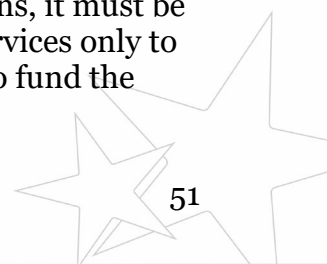 ns, it must be
rvices only to
o fund the
51